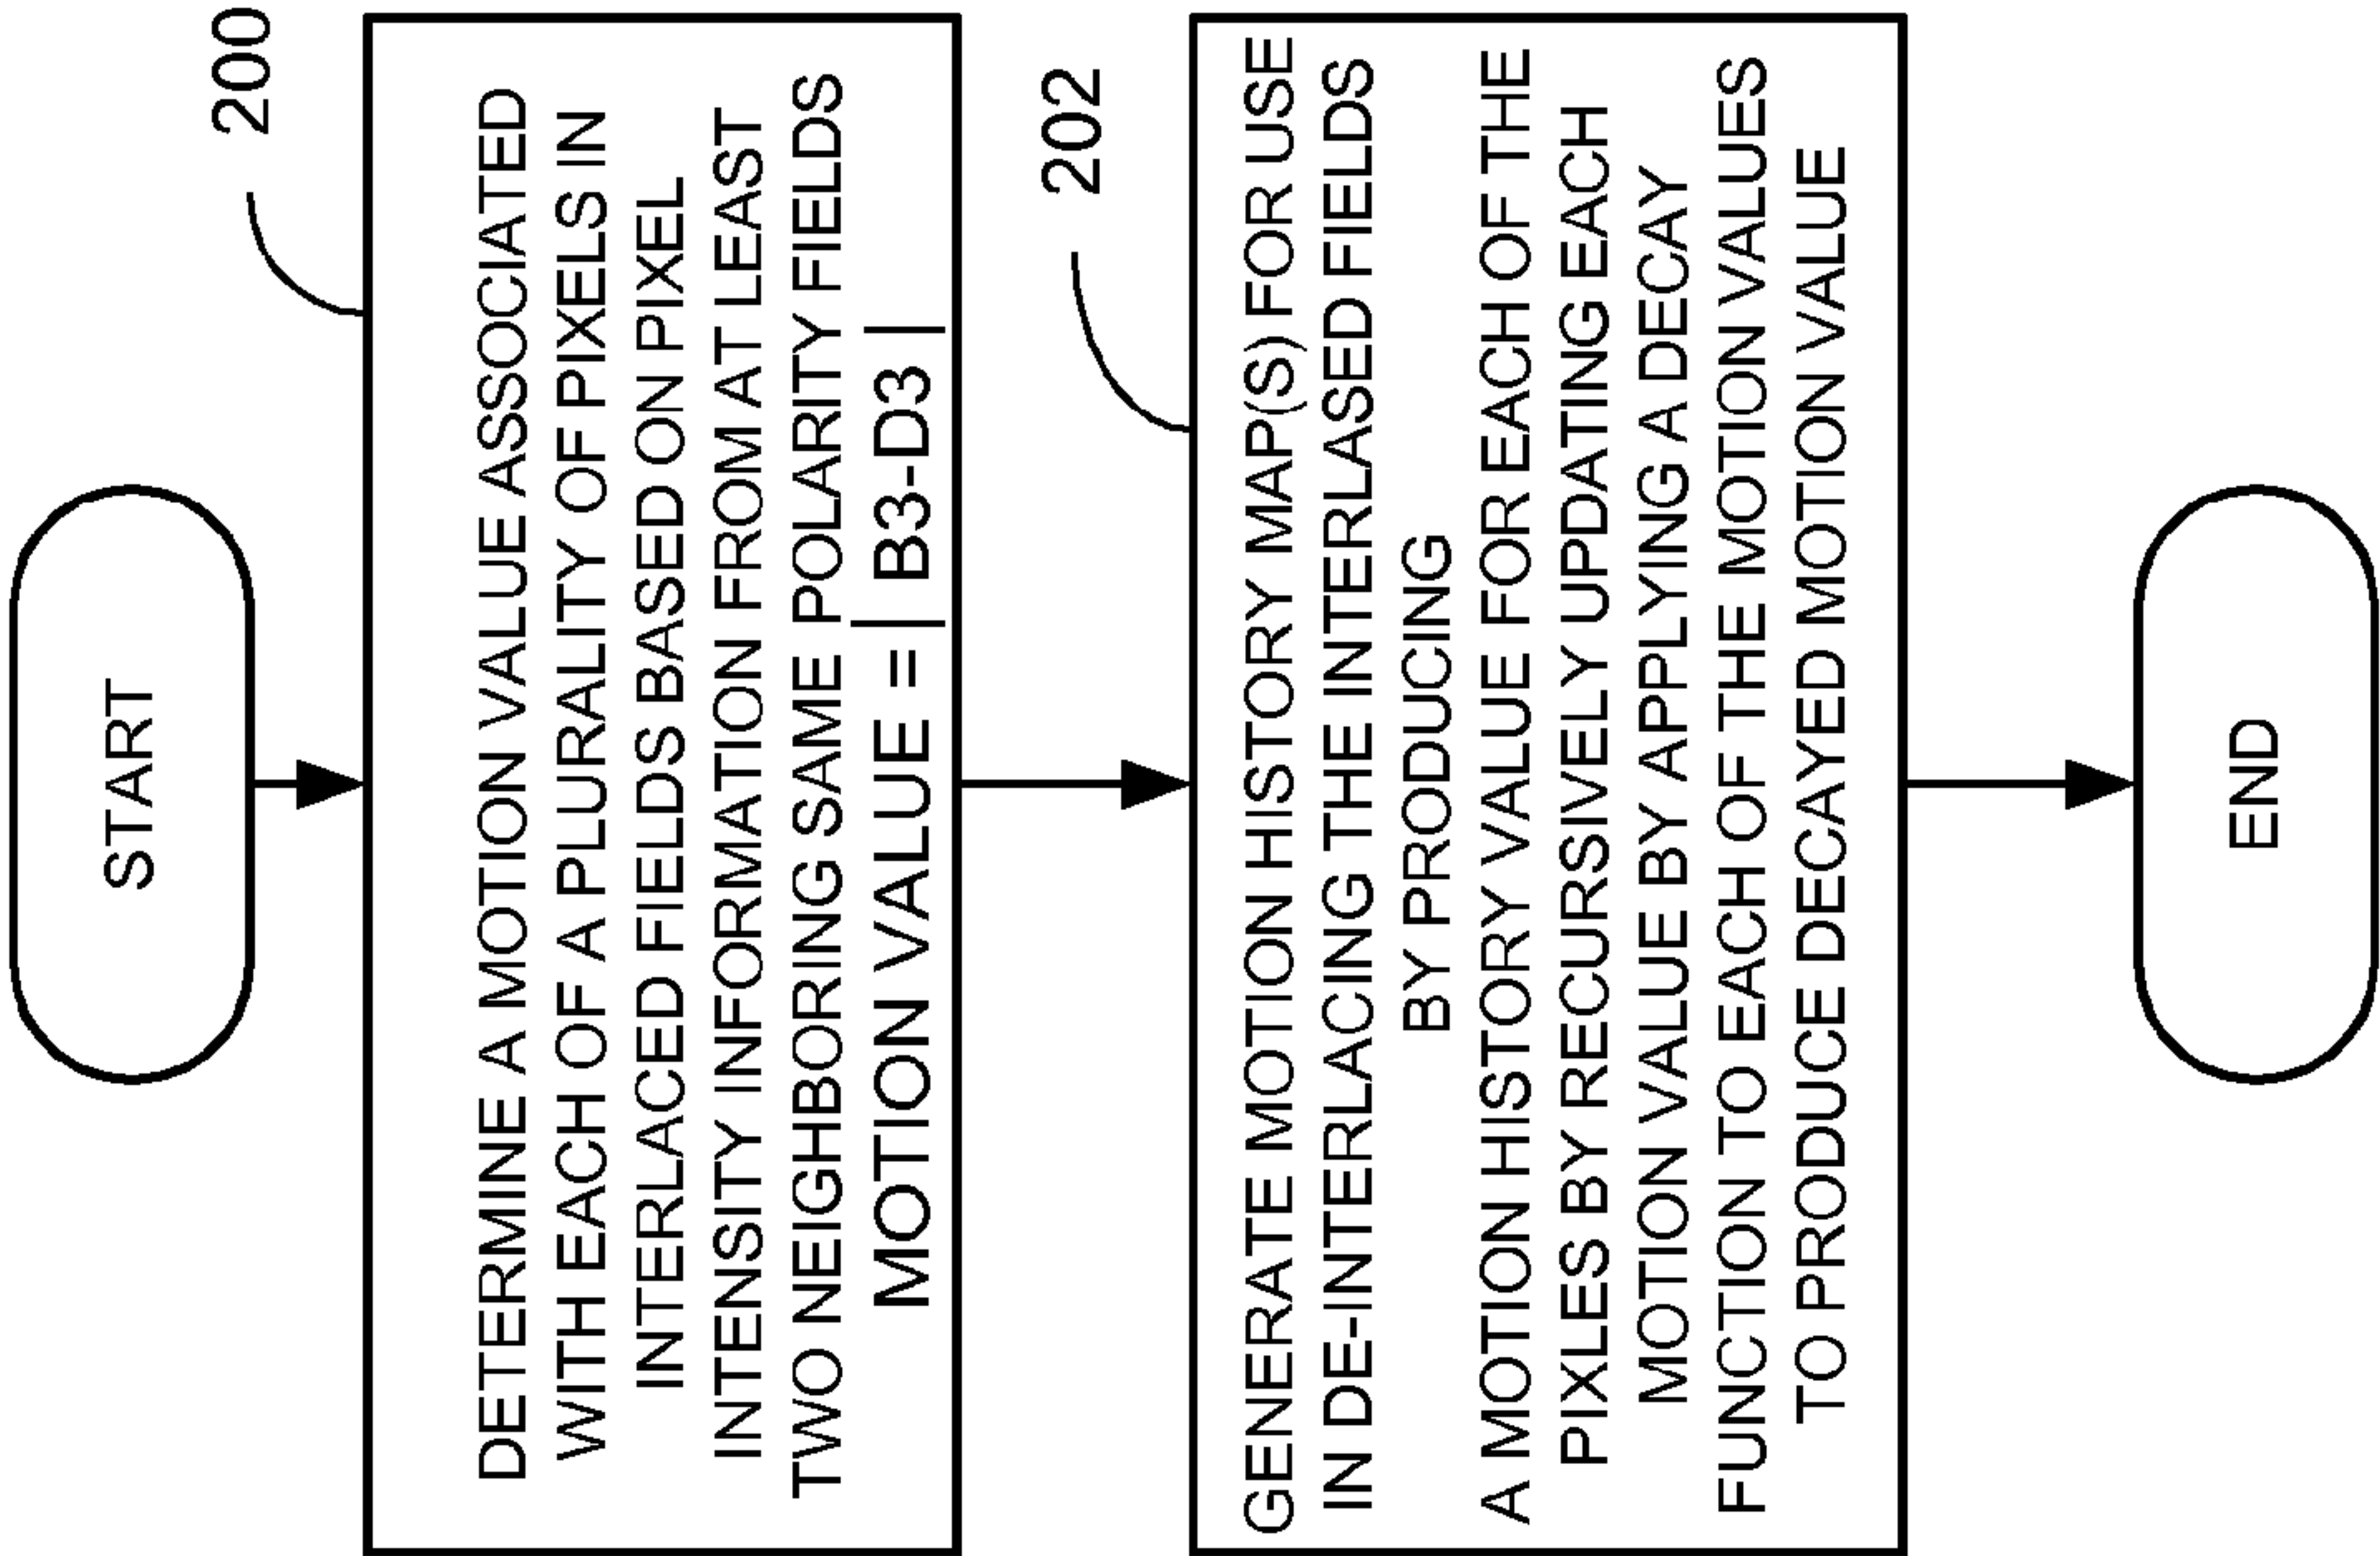 START
200
DETERMINE A MOTION VALUE ASSOCIATED
WITH EACH OF A PLURALITY OF PIXELS IN
INTERLACED FIELDS BASED ON PIXEL
INTENSITY INFORMATION FROM AT LEAST
TWO NEIGHBORING SAME POLARITY FIELDS
MOTION VALUE = | B3-D3 |
202
GENERATE MOTION HISTORY MAP(S) FOR USE
IN DE-INTERLACING THE INTERLASED FIELDS
BY PRODUCING
A MOTION HISTORY VALUE FOR EACH OF THE
PIXLES BY RECURSIVELY UPDATING EACH
MOTION VALUE BY APPLYING A DECAY
FUNCTION TO EACH OF THE MOTION VALUES
TO PRODUCE DECAYED MOTION VALUE
END